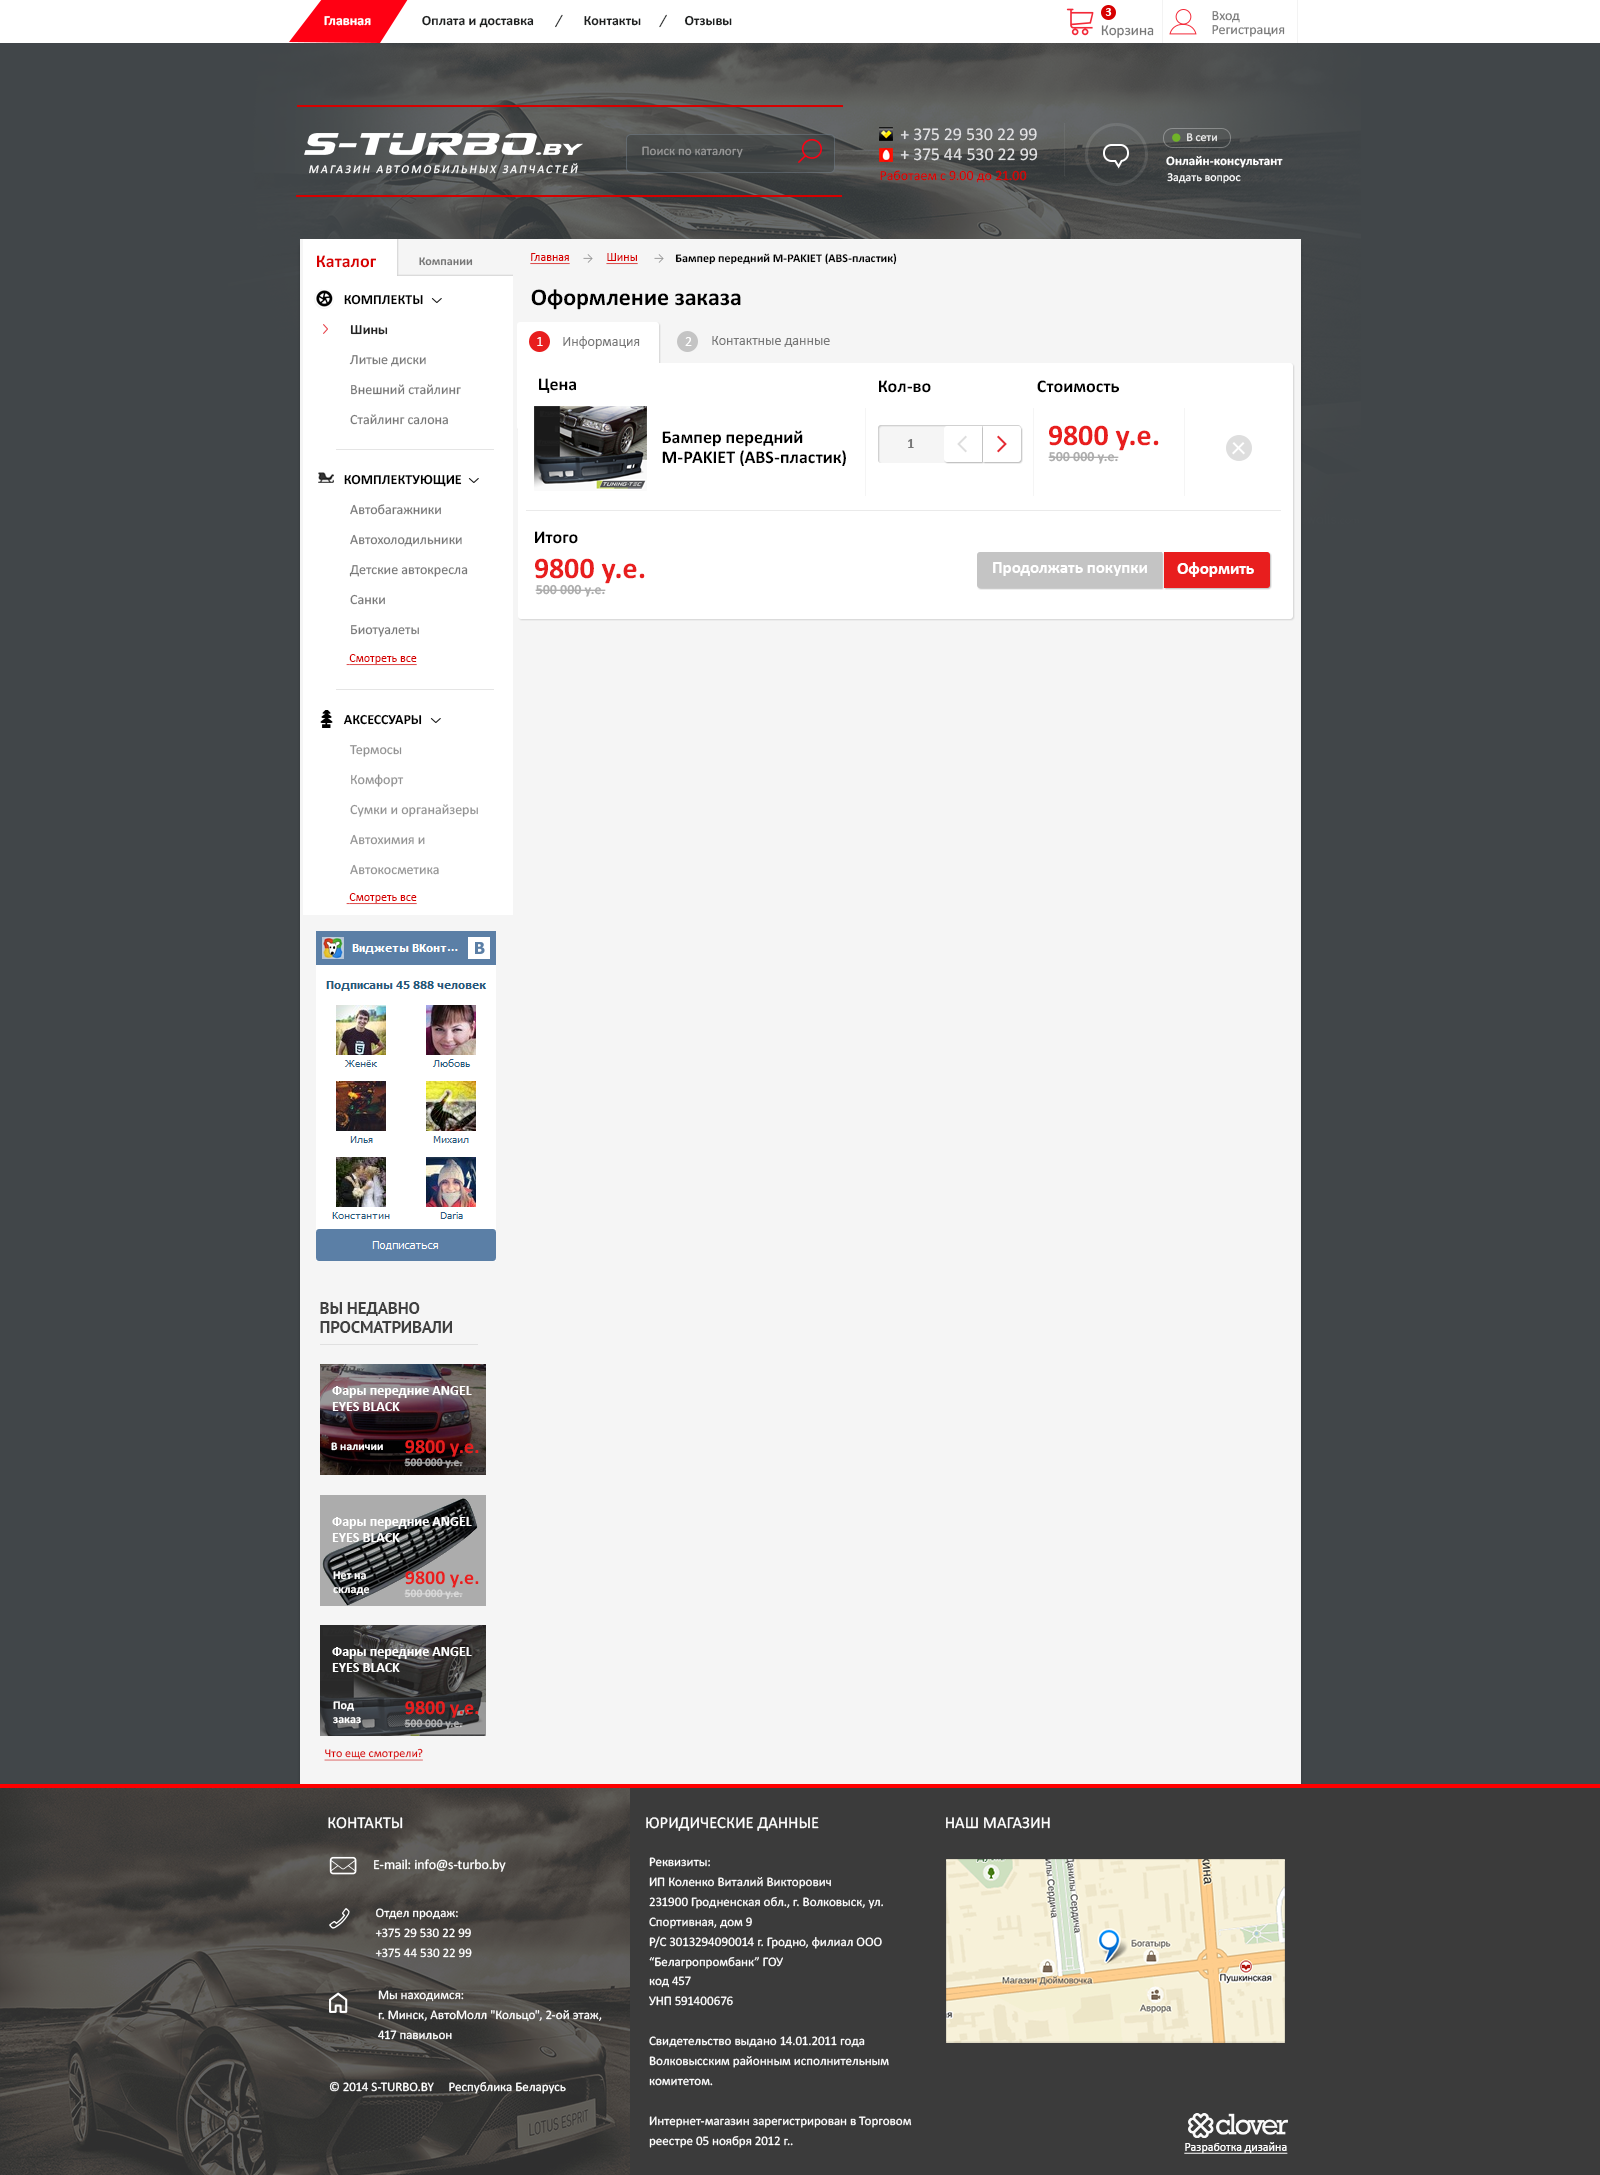 Главная
Оплата и доставка / Контакты / Отзывы
3
Корзина
Вход
Регистрация
S-TURBO.BY
МАГАЗИН АВТОМОБИЛЬНЫХ ЗАПЧАСТЕЙ
Поиск по каталогу
+ 375 29 530 22 99
+ 375 44 530 22 99
Работаем с 9.00 до 21.00
В сети
Онлайн-консультант
Задать вопрос
Каталог
Компании
КОМПЛЕКТЫ
Шины
Литые диски
Внешний стайлинг
Стайлинг салона
КОМПЛЕКТУЮЩИЕ
Автобагажники
Автохолодильники
Детские автокресла
Санки
Биотуалеты
Смотреть все
АКСЕССУАРЫ
Термосы
Комфорт
Сумки и органайзеры
Автохимия и
Автокосметика
Смотреть все
Главная
Шины
Бампер передний M-PAKIET (ABS-пластик)
Оформление заказа
1 Информация
2 Контактные данные
Цена
Кол-во
Стоимость
TUNING-TEC
Бампер передний
M-PAKIET (ABS-пластик)
1
9800 у.е.
500 000 у.е.
Итого
9800 у.е.
500 000 у.е.
Продолжать покупки
Оформить
Виджеты ВКонт...
В
Подписаны 45 888 человек
Женёк
Любовь
Илья
Михаил
Константин
Daria
Подписаться
ВЫ НЕДАВНО
ПРОСМАТРИВАЛИ
Фары передние ANGEL
EYES BLACK
В наличии
9800 у.е.
500 000 у.е.
Фары передние ANGEL
EYES BLACK
Нет на
складе
9800 у.е.
500 000 у.е.
Фары передние ANGEL
EYES BLACK
Под
заказ
9800 у.е.
500 000 у.е.
Что еще смотрели?
КОНТАКТЫ
E-mail: info@s-turbo.by
Отдел продаж:
+375 29 530 22 99
+375 44 530 22 99
Мы находимся:
г. Минск, АвтоМолл "Кольцо", 2-ой этаж,
417 павильон
© 2014 S-TURBO.BY Республика Беларусь
LOTUS ESPRIT
ЮРИДИЧЕСКИЕ ДАННЫЕ
Реквизиты:
ИП Коленко Виталий Викторович
231900 Гродненская обл., г. Волковыск, ул.
Спортивная, дом 9
Р/С 3013294090014 г. Гродно, филиал ООО
“Белагропромбанк” ГОУ
код 457
УНП 591400676
Свидетельство выдано 14.01.2011 года
Волковысским районным исполнительным
комитетом.
Интернет-магазин зарегистрирован в Торговом
реестре 05 ноября 2012 г..
НАШ МАГАЗИН
Сердича
Данилы Сердича
Богатырь
Магазин Дюймовочка
Пушкинская
Аврора
clover
Разработка дизайна